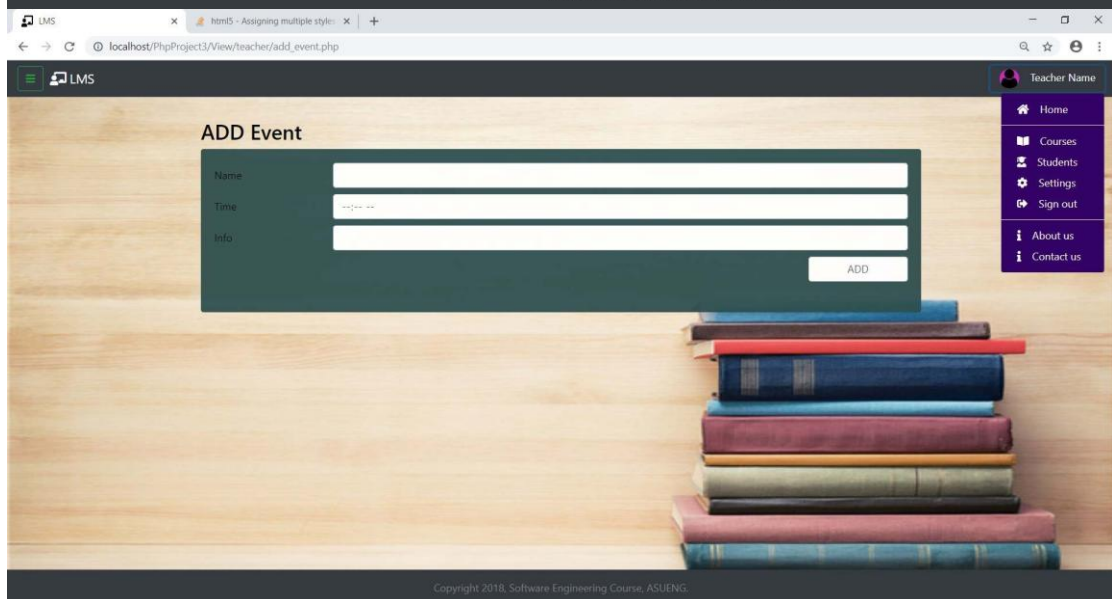 LMS
html5 - Assigning multiple style
localhost/PhpProject3/View/teacher/add_event.php
LMS
Teacher Name
Home
Courses
Students
Settings
Sign out
About us
Contact us
ADD Event
Name
Time
--:-- --
Info
ADD
Copyright 2018, Software Engineering Course, ASUENG.